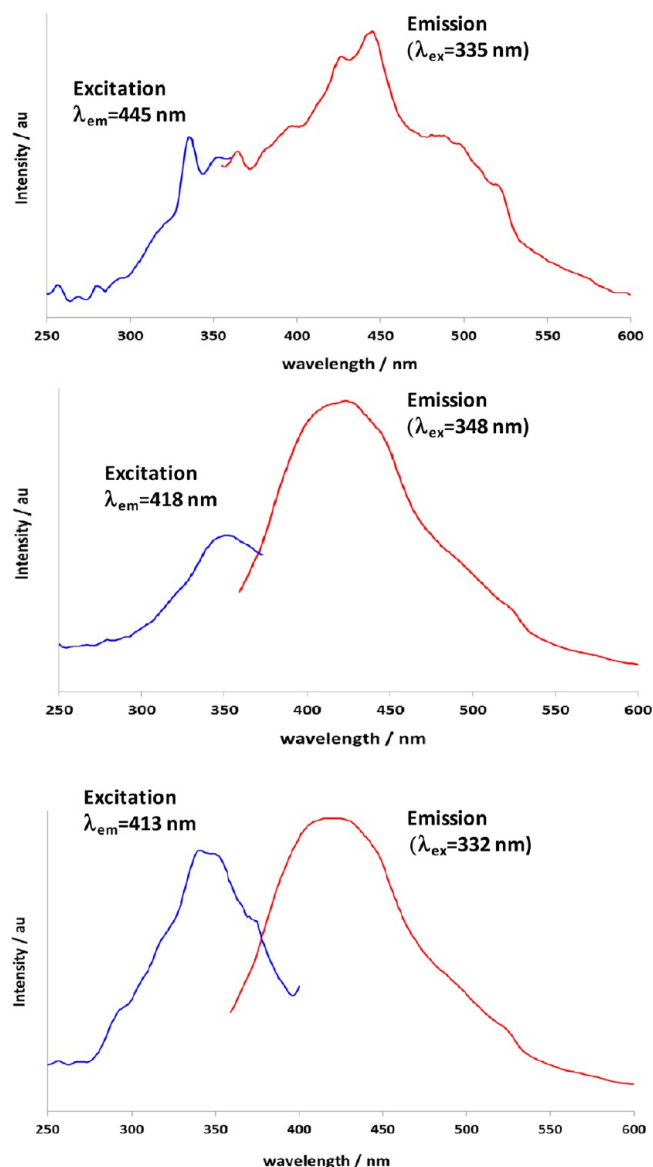 Emission
(λex=335 nm)
Excitation
λem=445 nm
Intensity / au
250 300 350 400 450 500 550 600
wavelength / nm
Emission
(λex=348 nm)
Excitation
λem=418 nm
Intensity / au
250 300 350 400 450 500 550 600
wavelength / nm
Excitation
λem=413 nm
Emission
(λex=332 nm)
Intensity / au
250 300 350 400 450 500 550 600
wavelength / nm